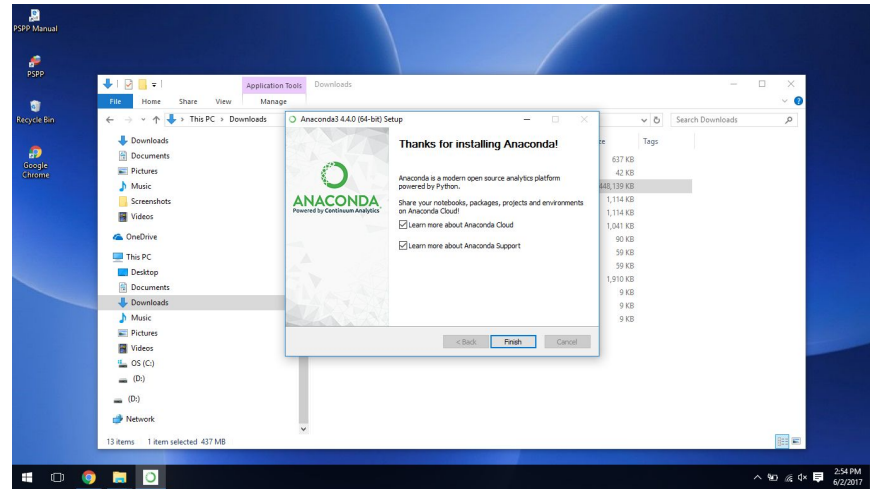 PSPP Manual
PSPP
Recycle Bin
Google
Chrome
Application Tools
Downloads
File
Home
Share
View
Manage
This PC > Downloads
Search Downloads
Downloads
Documents
Pictures
Music
Screenshots
Videos
OneDrive
This PC
Desktop
Documents
Downloads
Music
Pictures
Videos
OS (C:)
(D:)
(D:)
Network
Tags
637 KB
42 KB
448,139 KB
1,114 KB
1,114 KB
1,041 KB
90 KB
59 KB
59 KB
1,910 KB
9 KB
9 KB
9 KB
Anaconda3 4.4.0 (64-bit) Setup
ANACONDA
Powered by Continuum Analytics
Thanks for installing Anaconda!
Anaconda is a modern open source analytics platform
powered by Python.
Share your notebooks, packages, projects and environments
on Anaconda Cloud!
Learn more about Anaconda Cloud
Learn more about Anaconda Support
< Back
Finish
Cancel
13 items 1 item selected 437 MB
2:54 PM
6/2/2017